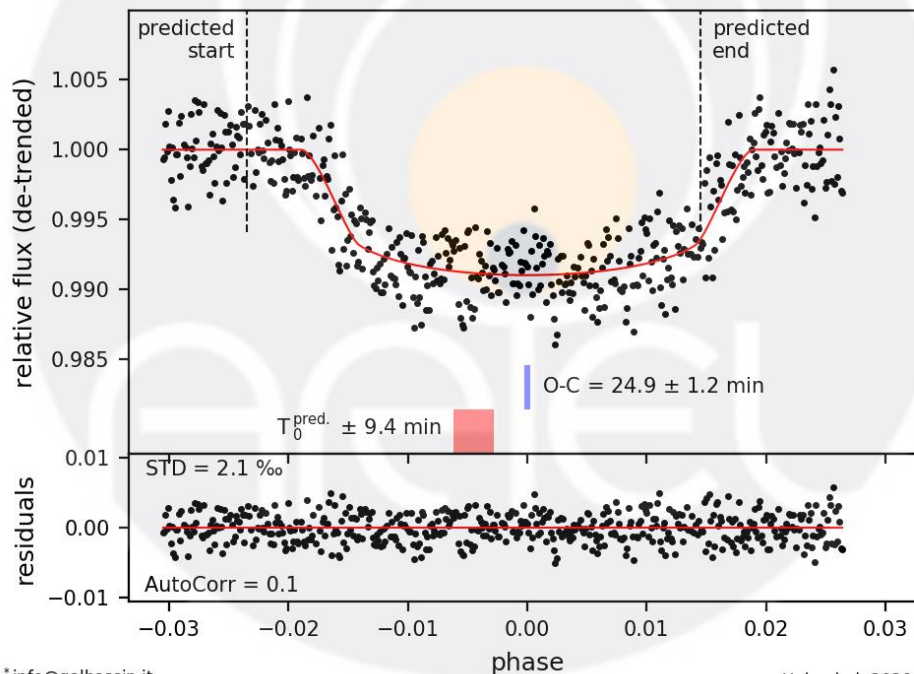 predicted
start
predicted
end
relative flux (de-trended)
1.005
1.000
0.995
0.990
0.985
O-C = 24.9 ± 1.2 min
T₀^pred. ± 9.4 min
residuals
0.01
0.00
−0.01
STD = 2.1 ‰
AutoCorr = 0.1
−0.03 −0.02 −0.01 0.00 0.01 0.02 0.03
phase